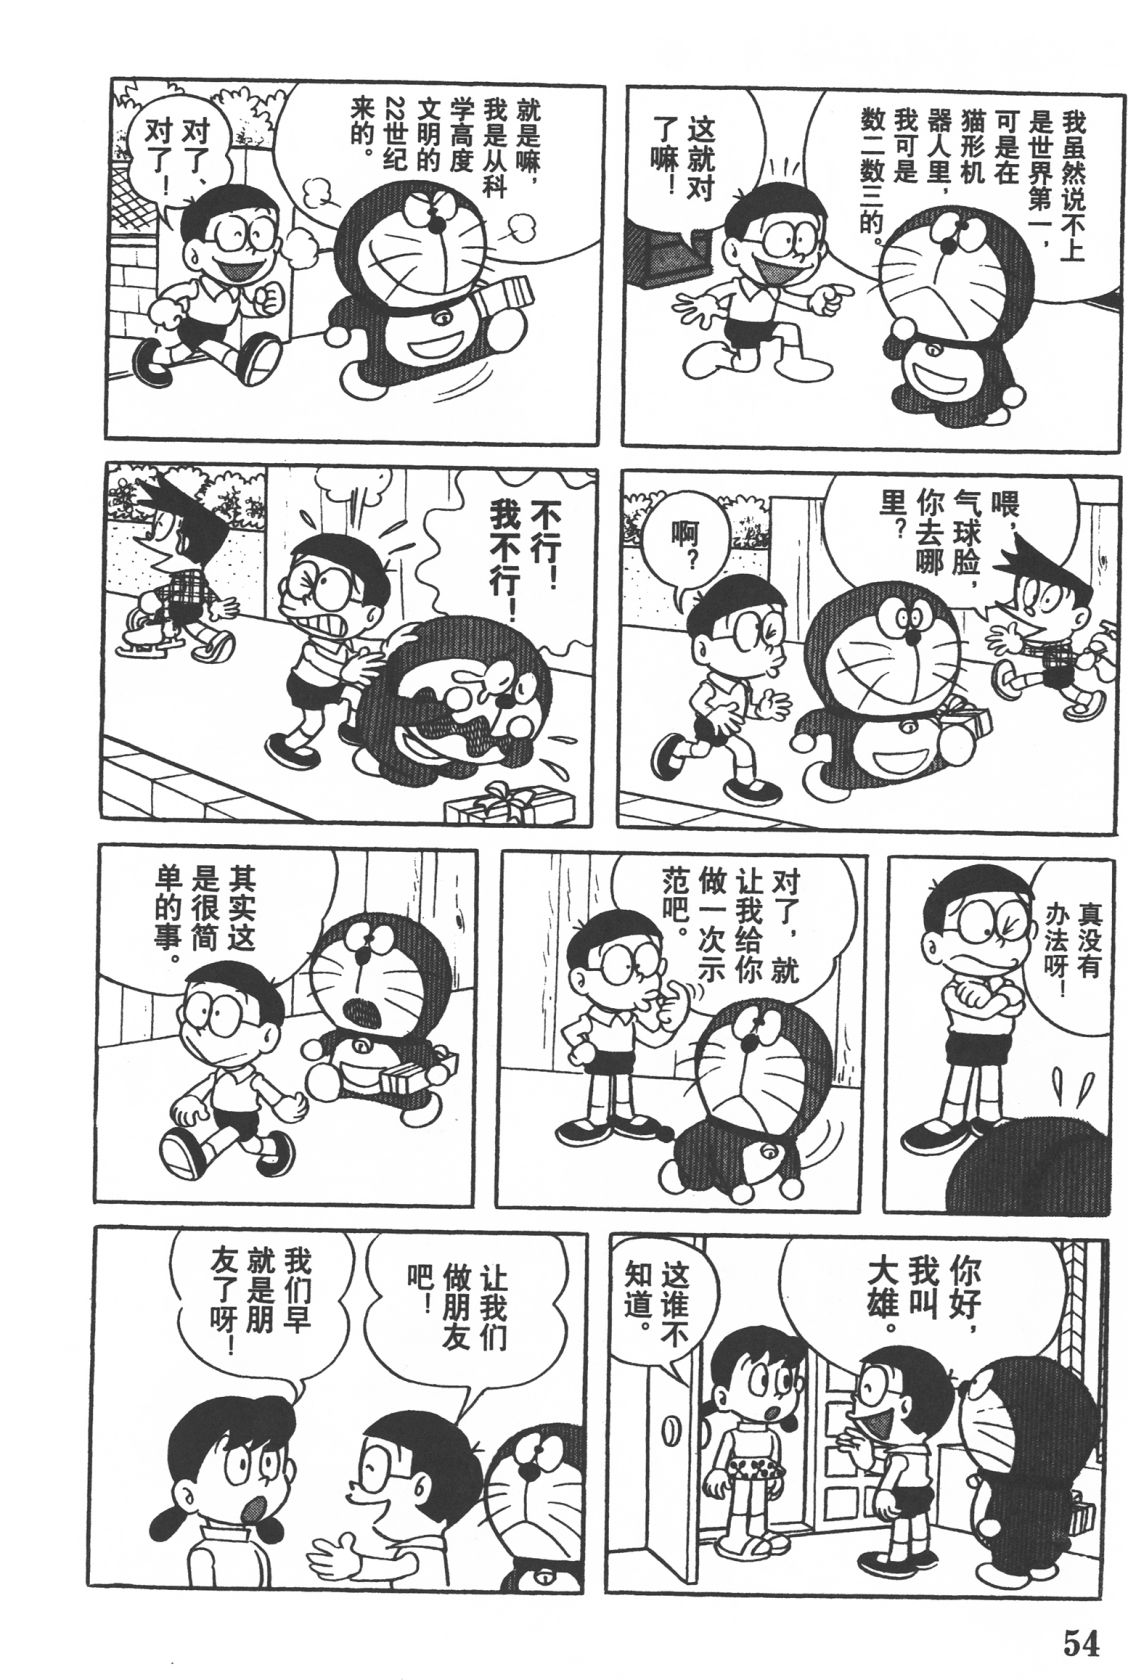 我虽然说不上
是世界第一，
可是在
猫形机
器人里，
我可是
数二数三的。
这就对
了嘛！
就是嘛，
我是从科
学高度
文明的
22世纪
来的。
对了、
对了！
喂，
气球脸，
你去哪
里？
啊？
不行！
我不行！
真没有
办法呀！
对了，就
让我给你
做一次示
范吧。
其实这
是很简
单的事。
你好，
我叫
大雄。
这谁不
知道。
让我们
做朋友
吧！
我们早
就是朋
友了呀！
54